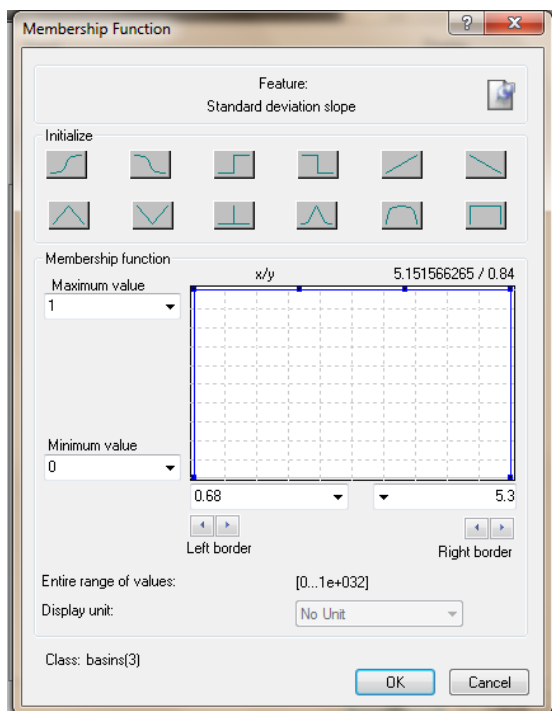 Membership Function
?
Feature:
Standard deviation slope
Initialize
Membership function
x/y 5.151566265 / 0.84
Maximum value
1
Minimum value
0
0.68 5.3
Left border Right border
Entire range of values: [0...1e+032]
Display unit: No Unit
Class: basins(3)
OK Cancel